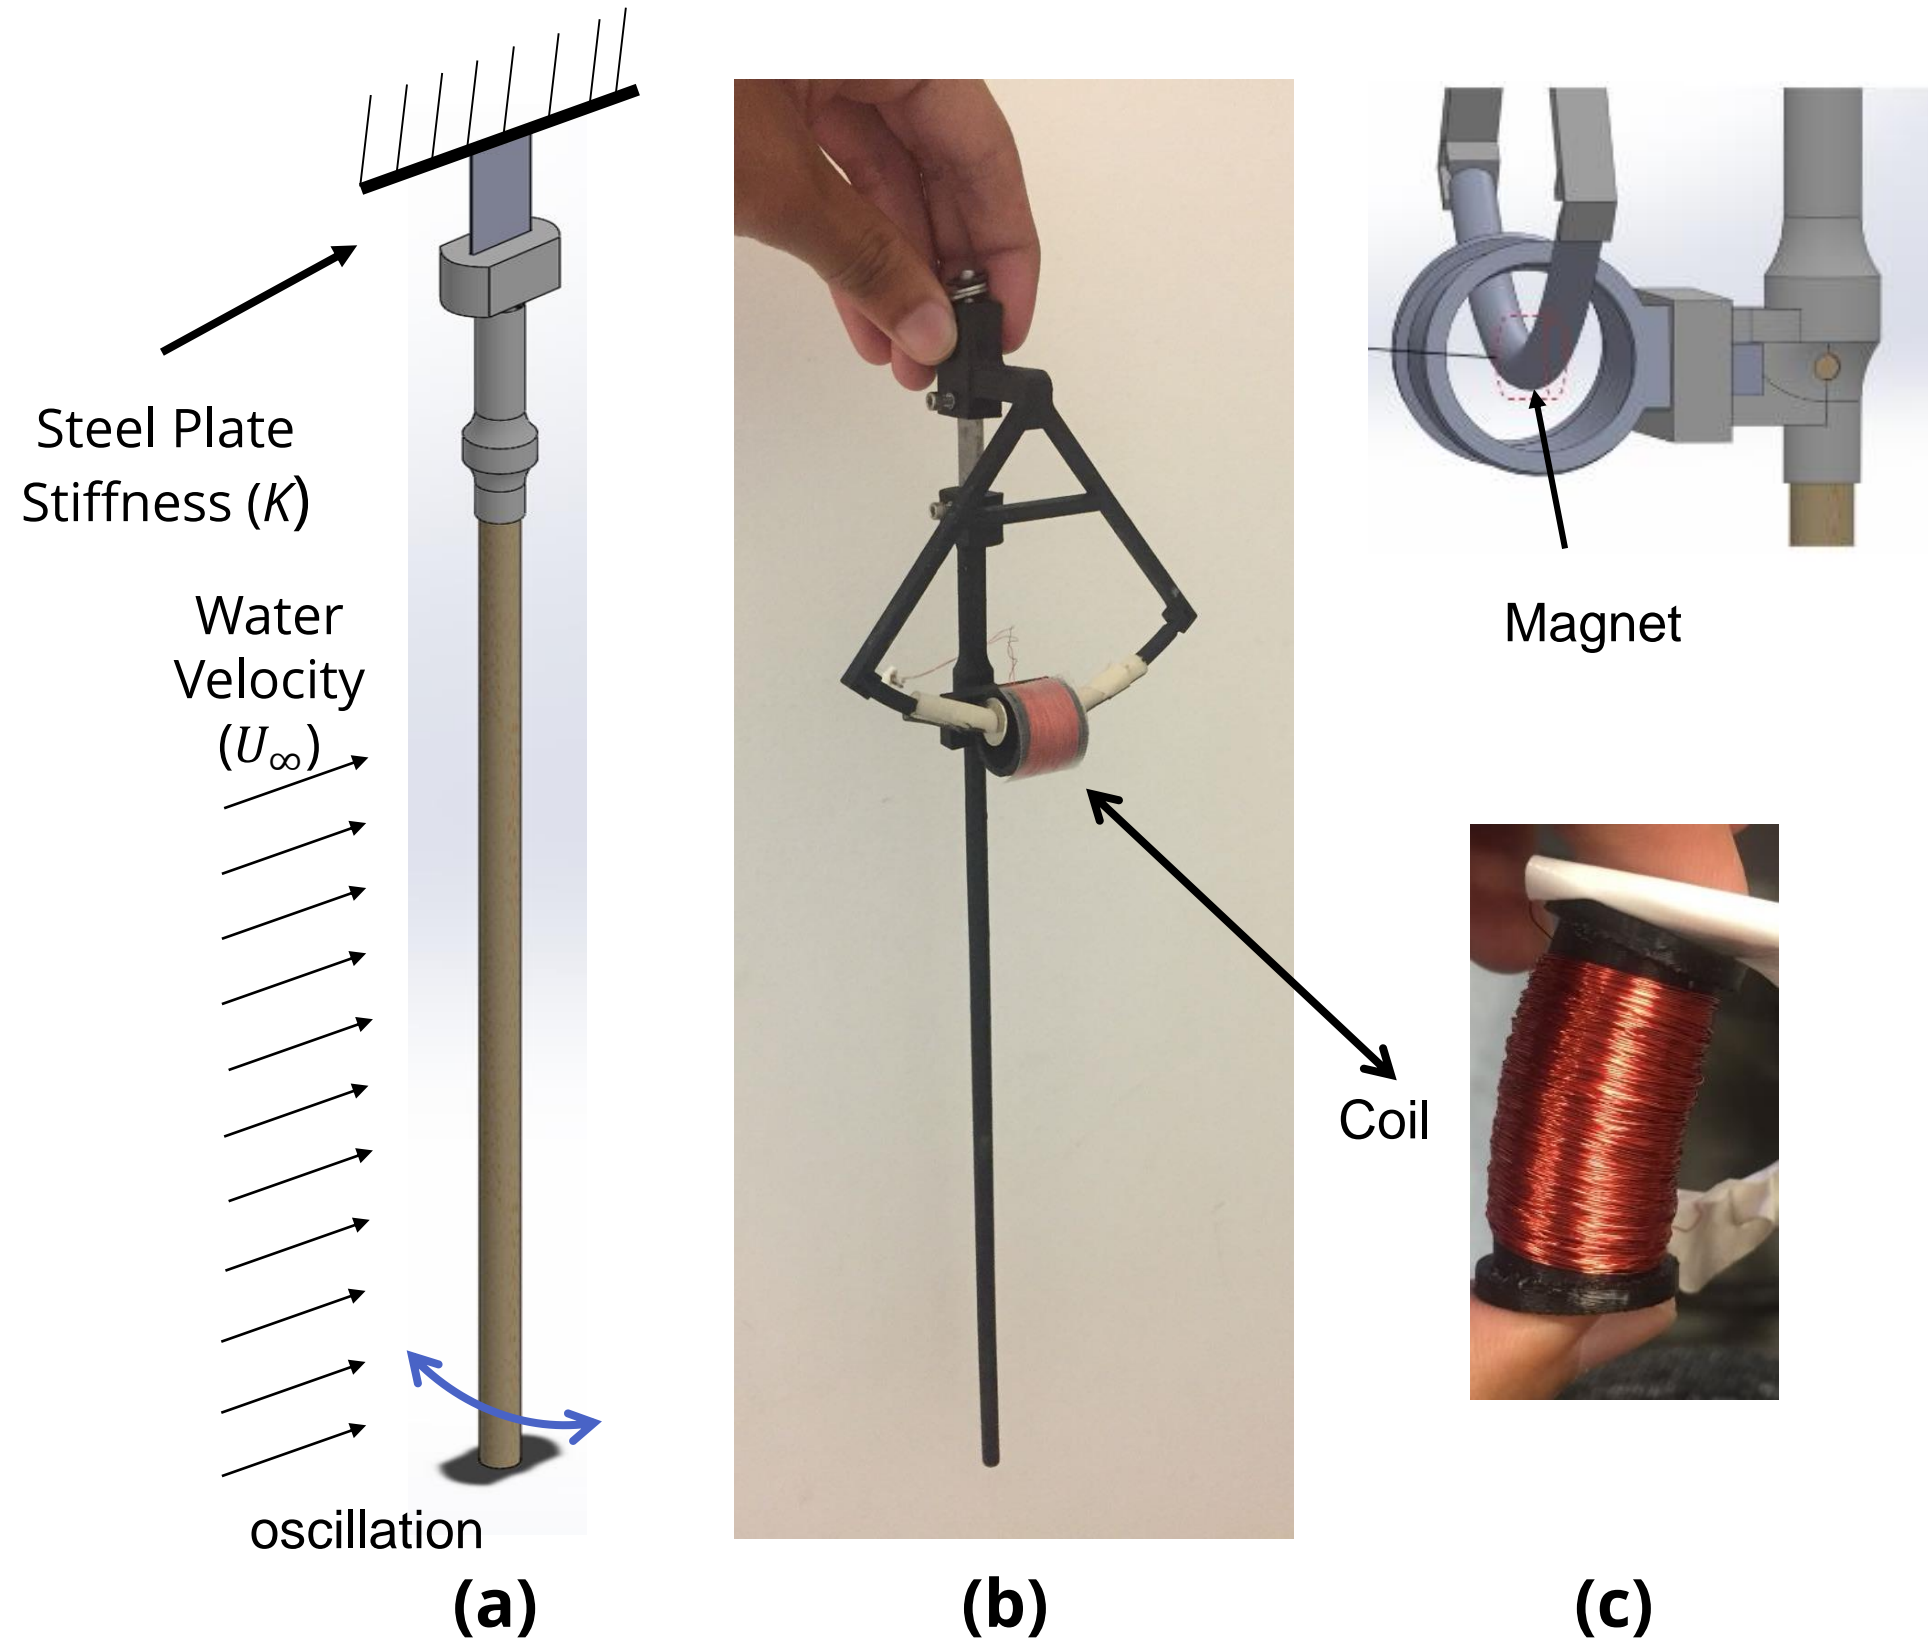 Steel Plate
Stiffness (K)
Water
Velocity
(U∞)
oscillation
(a)
(b)
Magnet
Coil
(c)